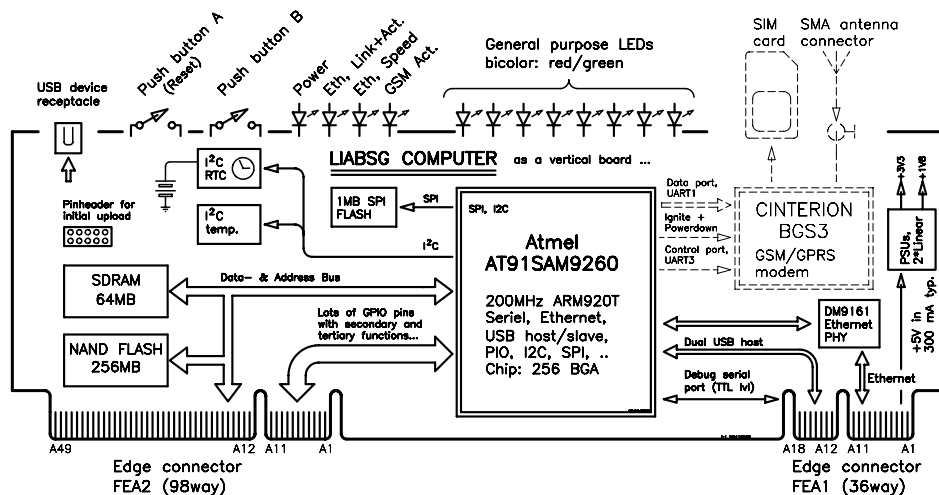 SIM
card
SMA antenna
connector
Push button A
(Reset)
Push button B
Power
Eth, Link+Act.
Eth, Speed
GSM Act.
General purpose LEDs
bicolor: red/green
USB device
receptacle
I²C
RTC
LIABSG COMPUTER as a vertical board ...
+3V3
+1V8
Pinheader for
initial upload
I²C
temp.
1MB SPI
FLASH
SPI
I²C
SPI, I2C
Atmel
AT91SAM9260
200MHz ARM920T
Seriel, Ethernet,
USB host/slave,
PIO, I2C, SPI, ..
Chip: 256 BGA
Data port,
UART1
Ignite +
Powerdown
Control port,
UART3
CINTERION
BGS3
GSM/GPRS
modem
PSUs,
2*Linear
SDRAM
64MB
Data- & Address Bus
NAND FLASH
256MB
Lots of GPIO pins
with secondary and
tertiary functions...
DM9161
Ethernet
PHY
+5V in
300 mA typ.
Dual USB host
Ethernet
Debug serial
port (TTL lvl)
A49
A12
A11
A1
A18
A12
A11
A1
Edge connector
FEA2 (98way)
Edge connector
FEA1 (36way)